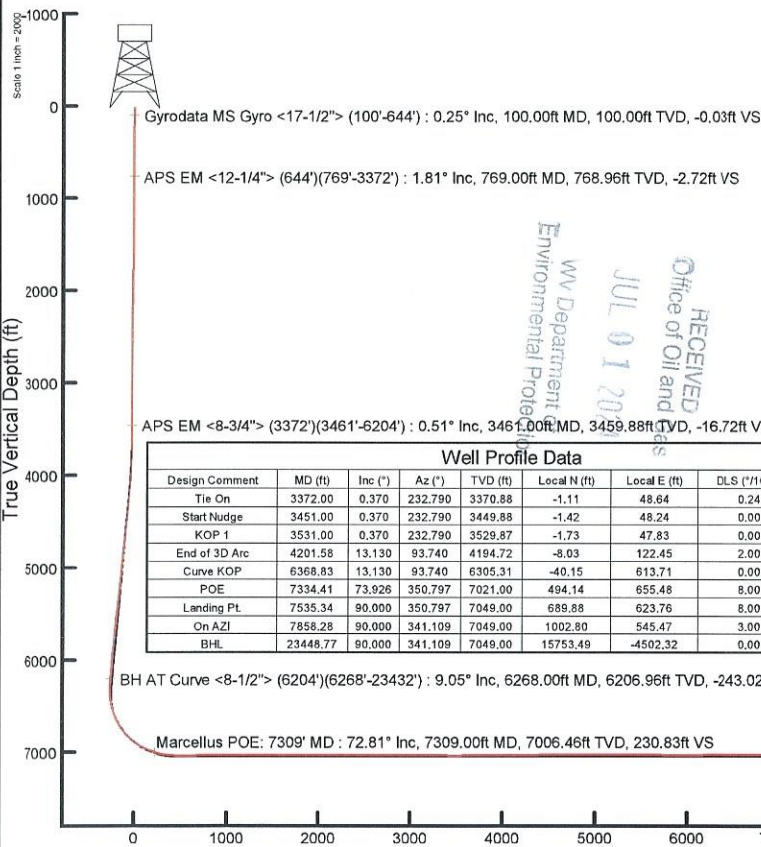 Scale 1 inch = 2000
-1000
0
1000
2000
3000
4000
5000
6000
7000
True Vertical Depth (ft)
Gyrodata MS Gyro <17-1/2"> (100'-644') : 0.25° Inc, 100.00ft MD, 100.00ft TVD, -0.03ft VS
APS EM <12-1/4"> (644')(769'-3372') : 1.81° Inc, 769.00ft MD, 768.96ft TVD, -2.72ft VS
RECEIVED
Office of Oil and Gas
JUL 01 20
WV Department
Environmental Protectio
APS EM <8-3/4"> (3372')(3461'-6204') : 0.51° Inc, 3461.00ft MD, 3459.88ft TVD, -16.72ft V
Well Profile Data
Design Comment MD (ft) Inc (°) Az (°) TVD (ft) Local N (ft) Local E (ft) DLS (°/1
Tie On 3372.00 0.370 232.790 3370.88 -1.11 48.64 0.24
Start Nudge 3451.00 0.370 232.790 3449.88 -1.42 48.24 0.00
KOP 1 3531.00 0.370 232.790 3529.87 -1.73 47.83 0.00
End of 3D Arc 4201.58 13.130 93.740 4194.72 -8.03 122.45 2.00
Curve KOP 6368.83 13.130 93.740 6305.31 -40.15 613.71 0.00
POE 7334.41 73.926 350.797 7021.00 494.14 655.48 8.00
Landing Pt. 7535.34 90.000 350.797 7049.00 689.88 623.76 8.00
On AZI 7858.28 90.000 341.109 7049.00 1002.80 545.47 3.00
BHL 23448.77 90.000 341.109 7049.00 15753.49 -4502.32 0.00
BH AT Curve <8-1/2"> (6204')(6268'-23432') : 9.05° Inc, 6268.00ft MD, 6206.96ft TVD, -243.02
Marcellus POE: 7309' MD : 72.81° Inc, 7309.00ft MD, 7006.46ft TVD, 230.83ft VS
0 1000 2000 3000 4000 5000 6000